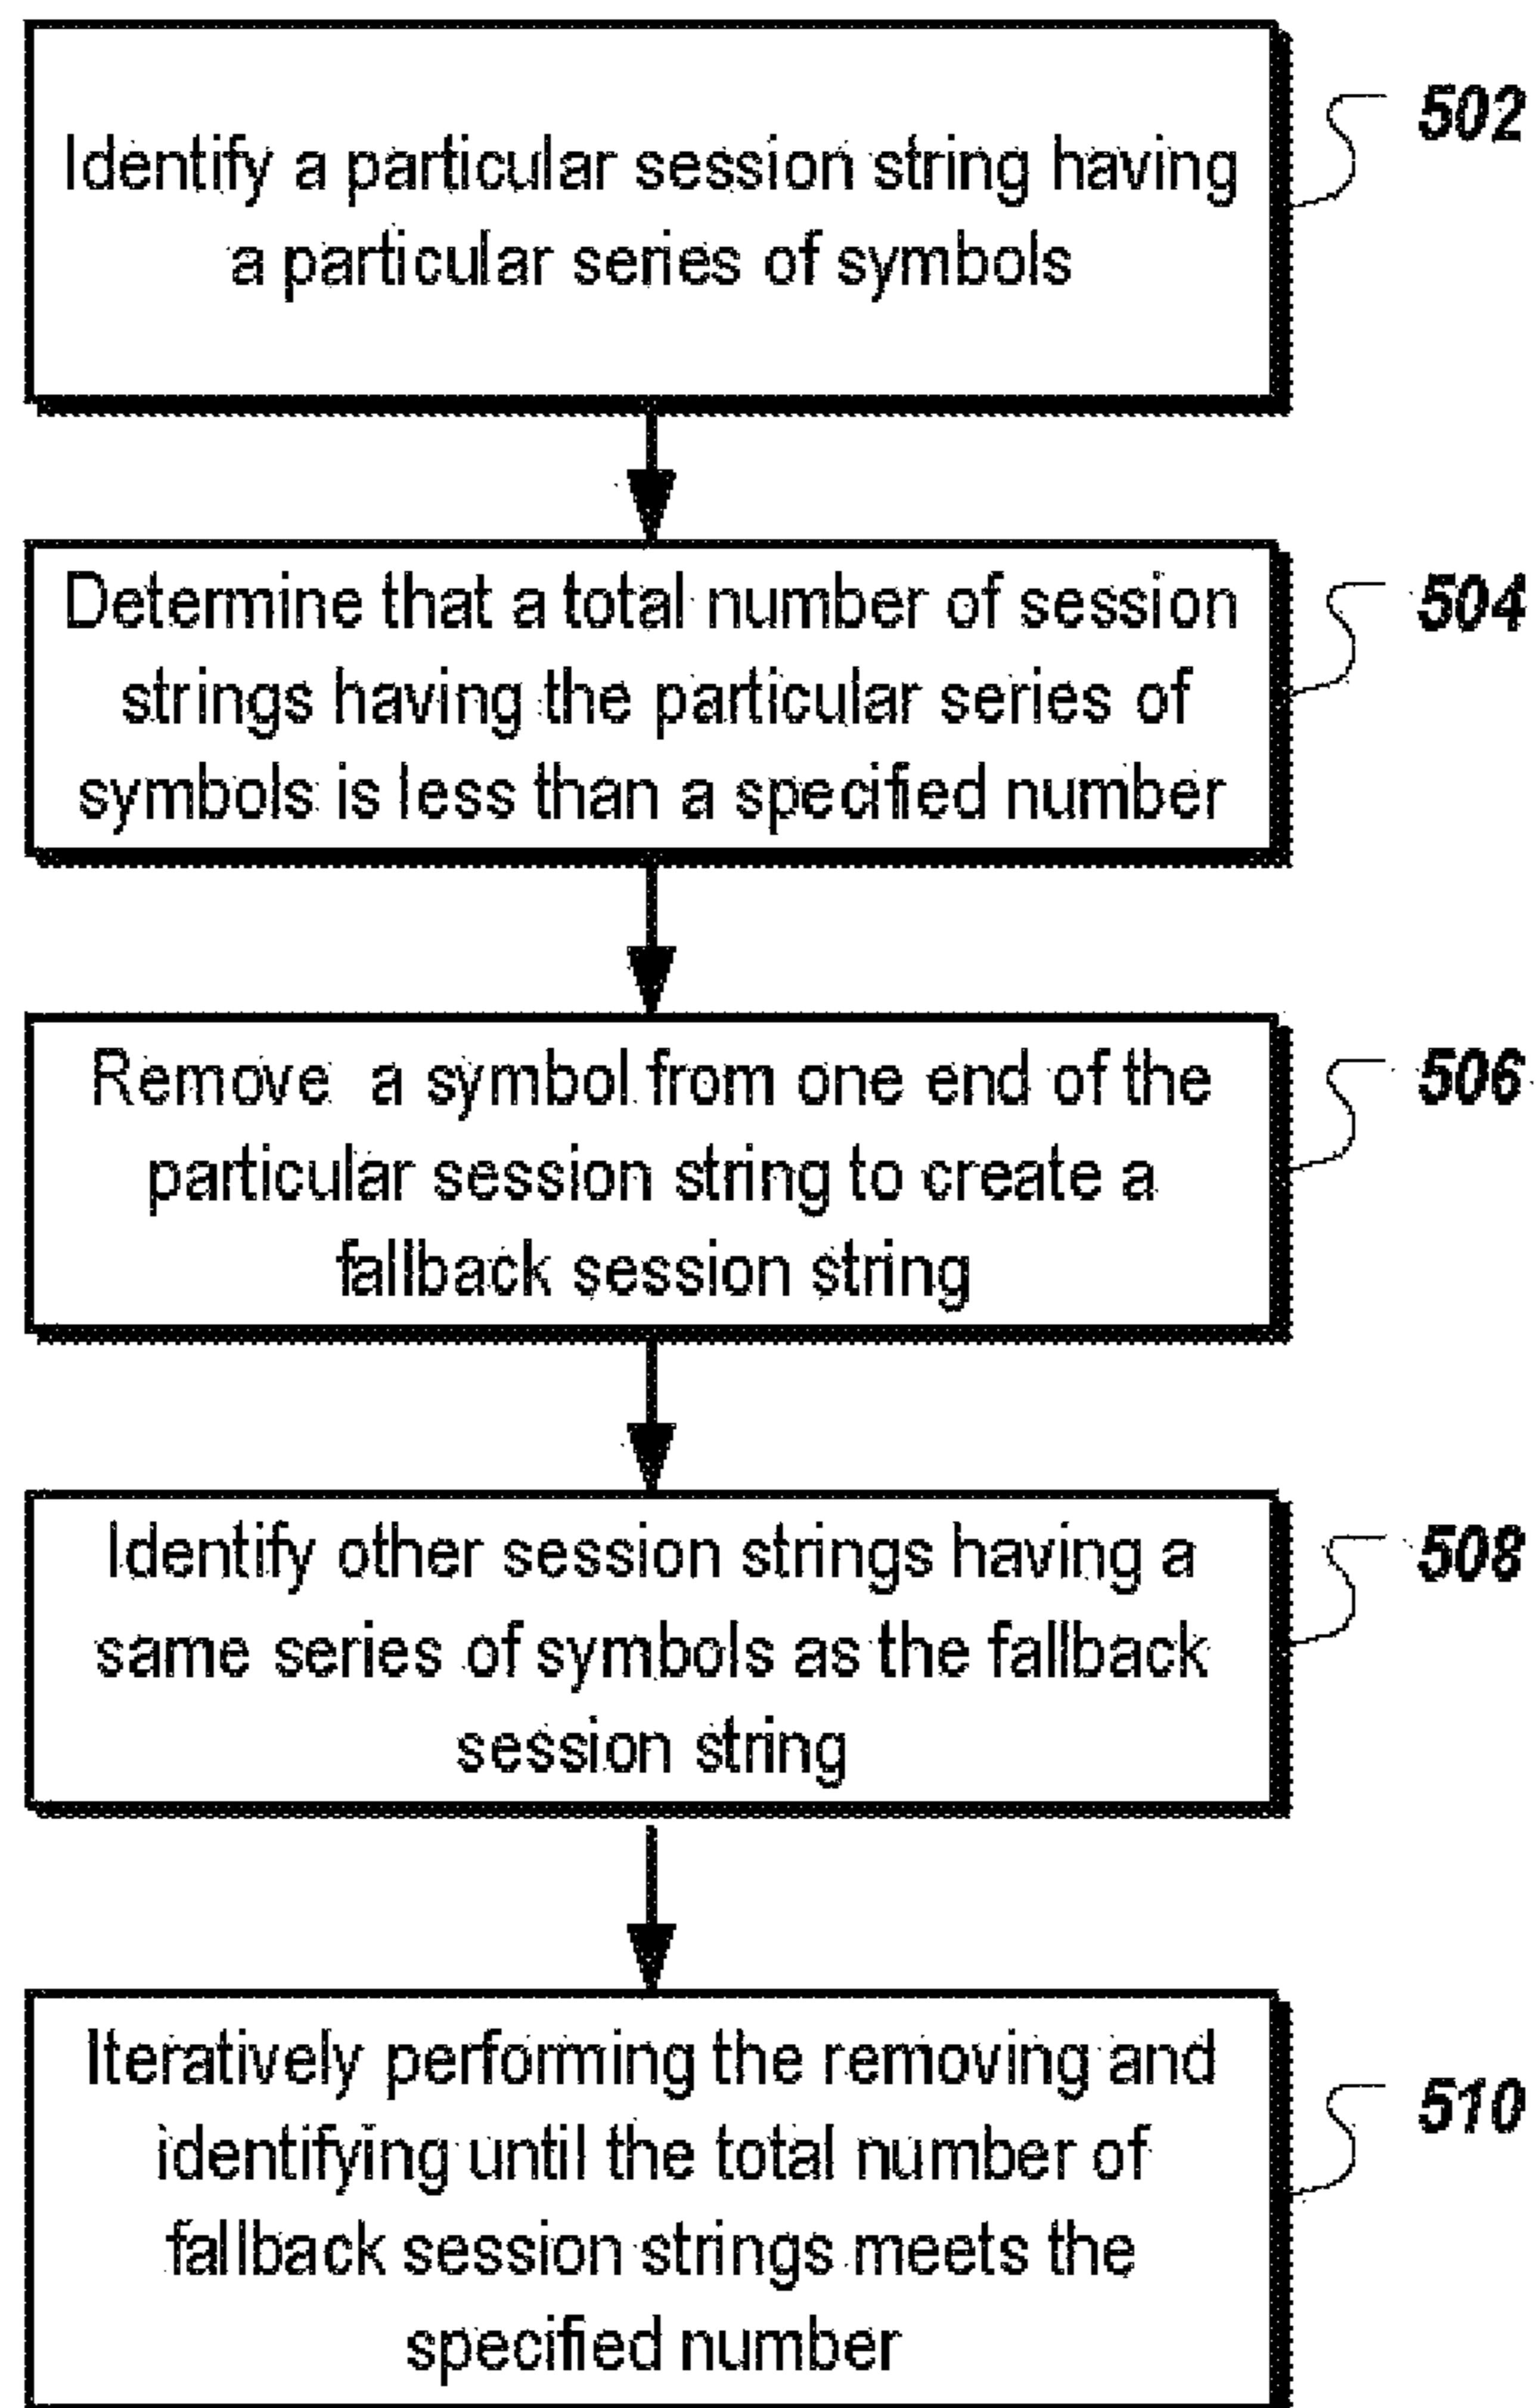 Identify a particular session string having
502
a particular series of symbols
Determine that a total number of session
504
strings having the particular series of
symbols is less than a specified number
Remove a symbol from one end of the
506
particular session string to create a
fallback session string
Identify other session strings having a
508
same series of symbols as the fallback
session string
Iteratively performing the removing and
510
identifying until the total number of
fallback session strings meets the
specified number